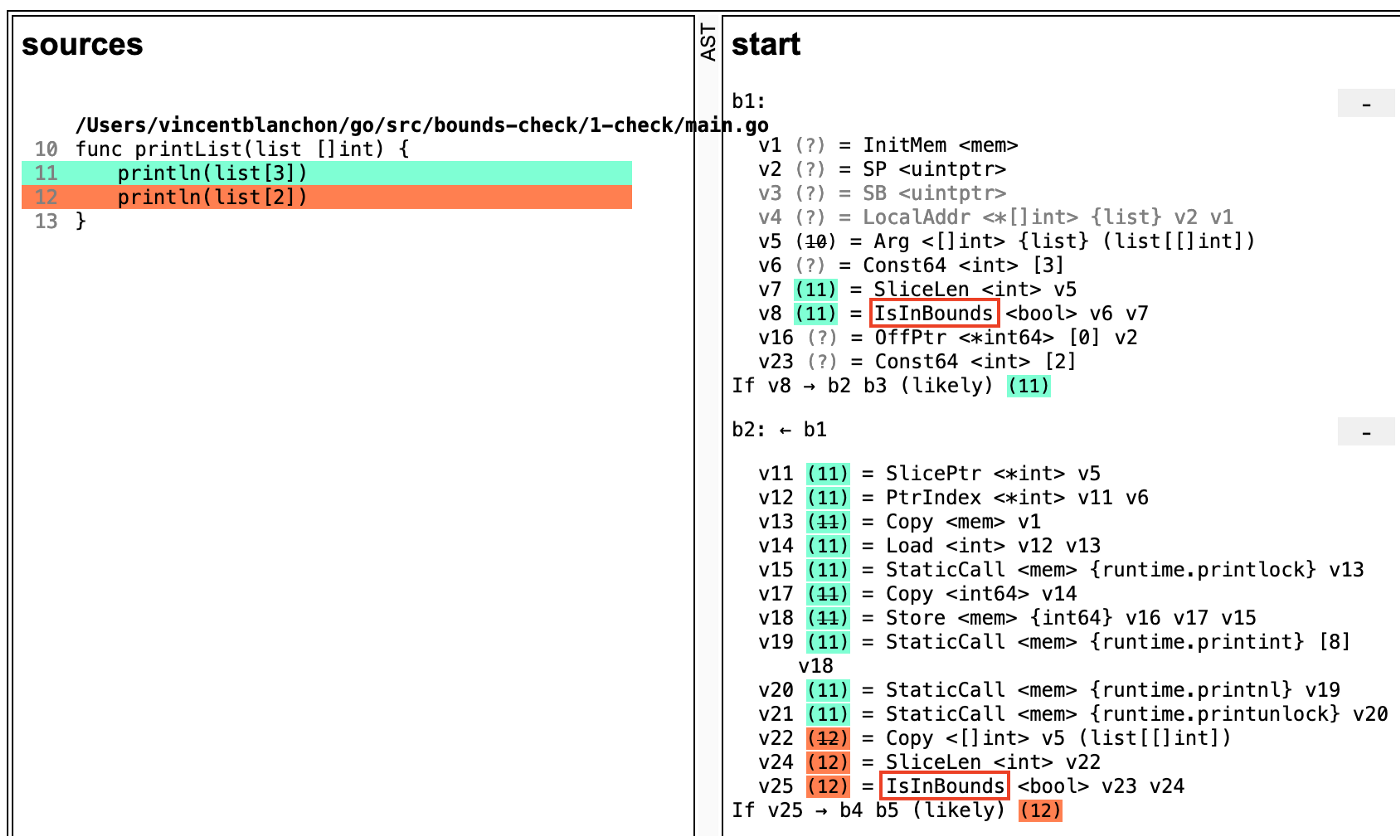 sources
/Users/vincentblanchon/go/src/bounds-check/1-check/main.go
10 func printList(list []int) {
11 println(list[3])
12 println(list[2])
13 }
AST
start
b1:
-
v1 (?) = InitMem <mem>
v2 (?) = SP <uintptr>
v3 (?) = SB <uintptr>
v4 (?) = LocalAddr <*[]int> {list} v2 v1
v5 (10) = Arg <[]int> {list} (list[[]int])
v6 (?) = Const64 <int> [3]
v7 (11) = SliceLen <int> v5
v8 (11) = IsInBounds <bool> v6 v7
v16 (?) = OffPtr <*int64> [0] v2
v23 (?) = Const64 <int> [2]
If v8 → b2 b3 (likely) (11)
b2: ← b1
-
v11 (11) = SlicePtr <*int> v5
v12 (11) = PtrIndex <*int> v11 v6
v13 (11) = Copy <mem> v1
v14 (11) = Load <int> v12 v13
v15 (11) = StaticCall <mem> {runtime.printlock} v13
v17 (11) = Copy <int64> v14
v18 (11) = Store <mem> {int64} v16 v17 v15
v19 (11) = StaticCall <mem> {runtime.printint} [8]
v18
v20 (11) = StaticCall <mem> {runtime.printnl} v19
v21 (11) = StaticCall <mem> {runtime.printunlock} v20
v22 (12) = Copy <[]int> v5 (list[[]int])
v24 (12) = SliceLen <int> v22
v25 (12) = IsInBounds <bool> v23 v24
If v25 → b4 b5 (likely) (12)